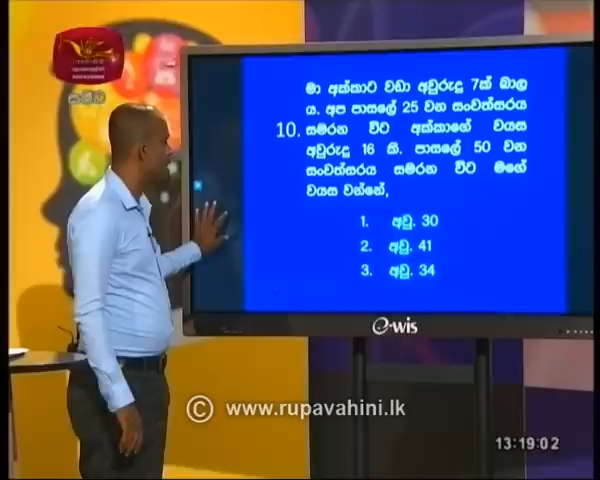 සජීව
මා අක්කාට වඩා අවුරුදු 7ක් බාල
ය. අප පාසලේ 25 වන සංවත්සරය
10. සමරන විට අක්කාගේ වයස
අවුරුදු 16 කි. පාසලේ 50 වන
සංවත්සරය සමරන විට මගේ
වයස වන්නේ,
1. අවු. 30
2. අවු. 41
3. අවු. 34
e-wis
© www.rupavahini.lk
13:19:02